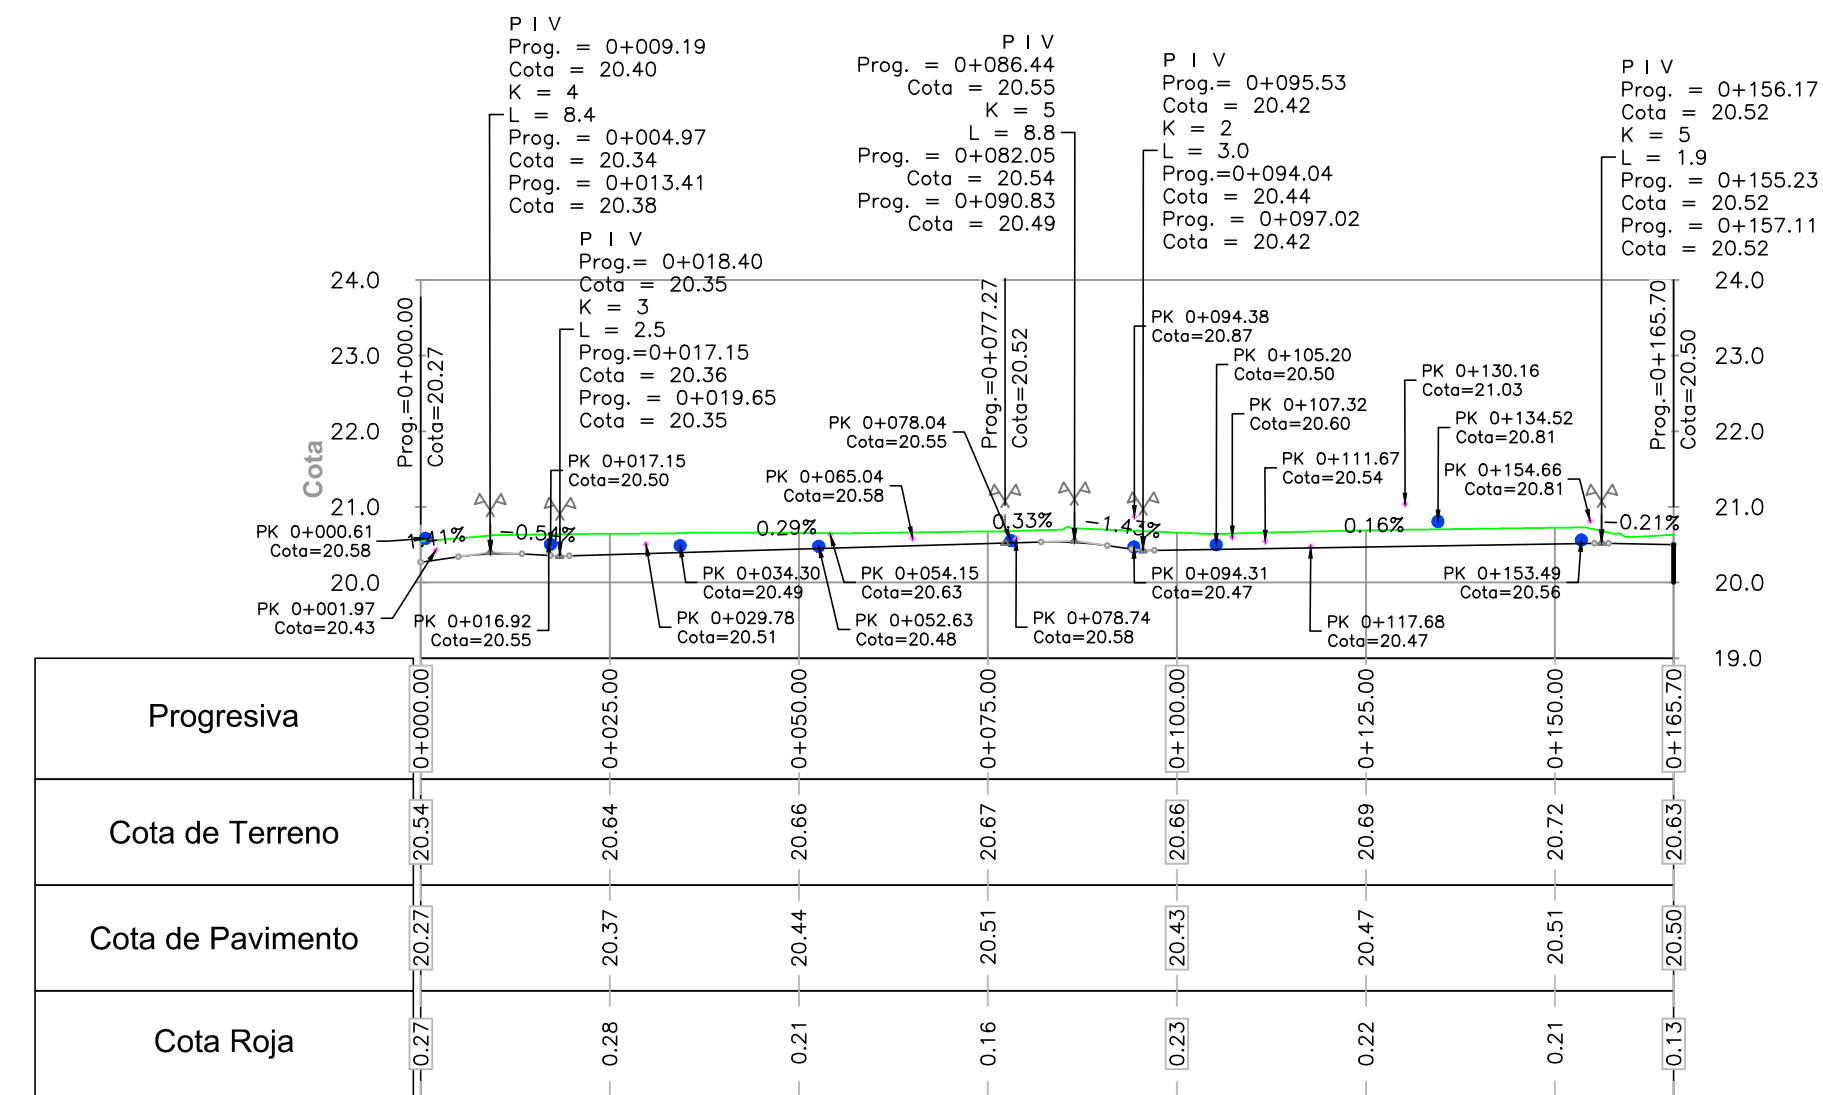 P I V
Prog. = 0+009.19
Cota = 20.40
K = 4
L = 8.4
Prog. = 0+004.97
Cota = 20.34
Prog. = 0+013.41
Cota = 20.38
P I V
Prog.= 0+018.40
Cota = 20.35
K = 3
L = 2.5
Prog.=0+017.15
Cota = 20.36
Prog. = 0+019.65
Cota = 20.35
P I V
Prog. = 0+086.44
Cota = 20.55
K = 5
L = 8.8
Prog. = 0+082.05
Cota = 20.54
Prog. = 0+090.83
Cota = 20.49
P I V
Prog.= 0+095.53
Cota = 20.42
K = 2
L = 3.0
Prog.=0+094.04
Cota = 20.44
Prog. = 0+097.02
Cota = 20.42
P I V
Prog. = 0+156.17
Cota = 20.52
K = 5
L = 1.9
Prog. = 0+155.23
Cota = 20.52
Prog. = 0+157.11
Cota = 20.52
24.0
23.0
22.0
21.0
20.0
Cota
24.0
23.0
22.0
21.0
20.0
19.0
Prog.=0+000.00
Cota=20.27
Prog.=0+077.27
Cota=20.52
Prog.=0+165.70
Cota=20.50
PK 0+094.38
Cota=20.87
PK 0+105.20
Cota=20.50
PK 0+130.16
Cota=21.03
PK 0+107.32
Cota=20.60
PK 0+078.04
Cota=20.55
PK 0+134.52
Cota=20.81
PK 0+017.15
Cota=20.50
PK 0+065.04
Cota=20.58
PK 0+111.67
Cota=20.54
PK 0+154.66
Cota=20.81
PK 0+000.61
Cota=20.58
1.41%
-0.54%
0.29%
0.33%
-1.43%
0.16%
-0.21%
PK 0+034.30
Cota=20.49
PK 0+054.15
Cota=20.63
PK 0+094.31
Cota=20.47
PK 0+153.49
Cota=20.56
PK 0+001.97
Cota=20.43
PK 0+016.92
Cota=20.55
PK 0+029.78
Cota=20.51
PK 0+052.63
Cota=20.48
PK 0+078.74
Cota=20.58
PK 0+117.68
Cota=20.47
Progresiva
0+000.00
0+025.00
0+050.00
0+075.00
0+100.00
0+125.00
0+150.00
0+165.70
Cota de Terreno
20.54
20.64
20.66
20.67
20.66
20.69
20.72
20.63
Cota de Pavimento
20.27
20.37
20.44
20.51
20.43
20.47
20.51
20.50
Cota Roja
0.27
0.28
0.21
0.16
0.23
0.22
0.21
0.13